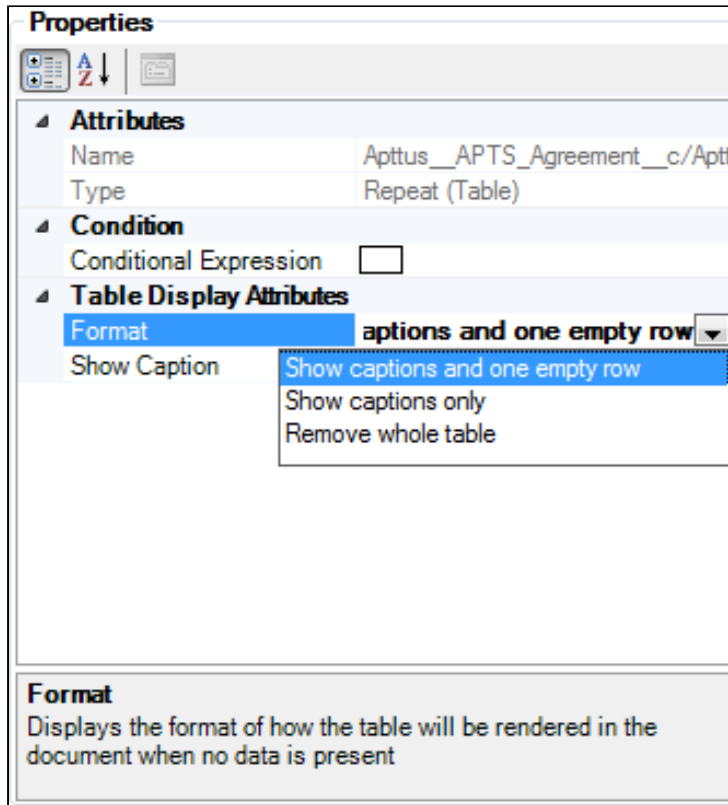 Properties
A
Z
Attributes
Name Apttus__APTS_Agreement__c/Aptt
Type Repeat (Table)
Condition
Conditional Expression
Table Display Attributes
Format aptions and one empty row
Show Caption
Show captions and one empty row
Show captions only
Remove whole table
Format
Displays the format of how the table will be rendered in the
document when no data is present